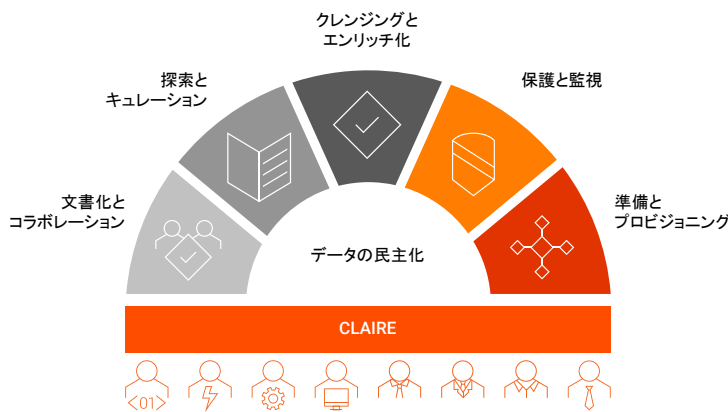 クレンジングと
エンリッチ化
探索と
キュレーション
保護と監視
文書化と
コラボレーション
準備と
プロビジョニング
データの民主化
CLAIRE
<01>